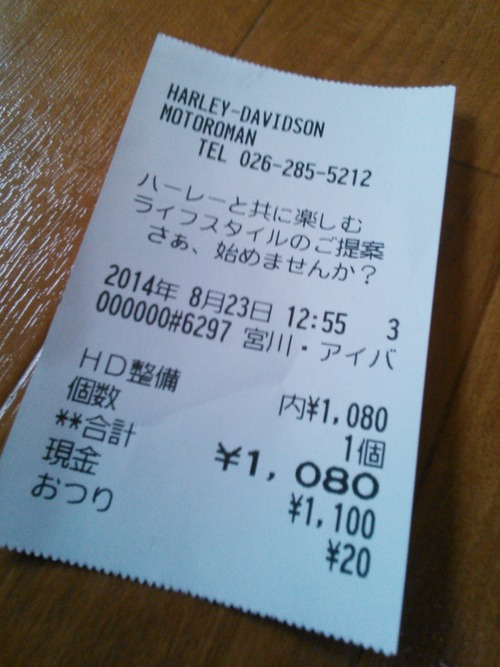 HARLEY-DAVIDSON
MOTOROMAN
TEL 026-285-5212
ハーレーと共に楽しむ
ライフスタイルのご提案
さぁ、始めませんか？
2014年 8月23日 12:55 3
000000#6297 宮川・アイバ
HD整備 内¥1,080
個数 1個
**合計 ¥1,080
現金 ¥1,100
おつり ¥20